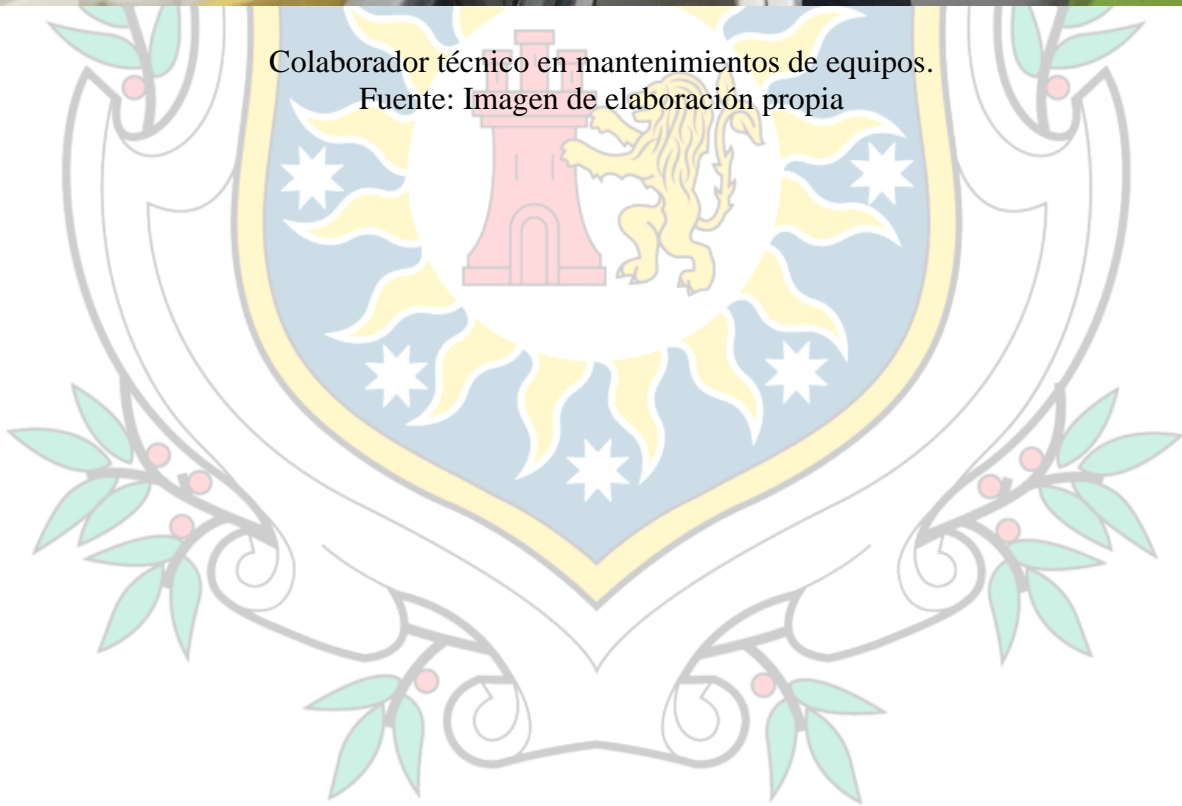 Colaborador técnico en mantenimientos de equipos.
Fuente: Imagen de elaboración propia